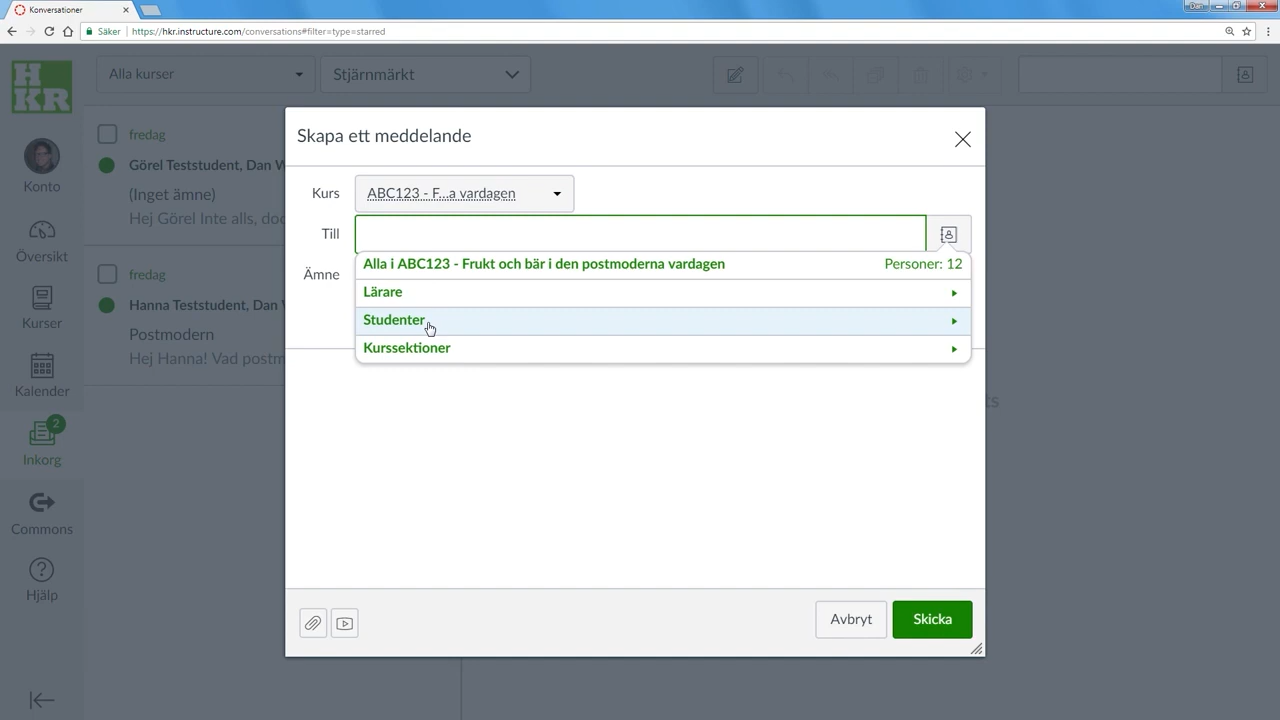 Konversationer
Dan
Säker
https://hkr.instructure.com/conversations#filter=type=starred
HKR
Alla kurser
Stjärnmärkt
Konto
Översikt
Kurser
Kalender
2
Inkorg
Commons
Hjälp
fredag
Görel Teststudent, Dan W
(Inget ämne)
Hej Görel Inte alls, doc
fredag
Hanna Teststudent, Dan
Postmodern
Hej Hanna! Vad postm
Skapa ett meddelande
Kurs
ABC123 - F...a vardagen
Till
Ämne
Alla i ABC123 - Frukt och bär i den postmoderna vardagen
Personer: 12
Lärare
Studenter
Kurssektioner
Avbryt
Skicka